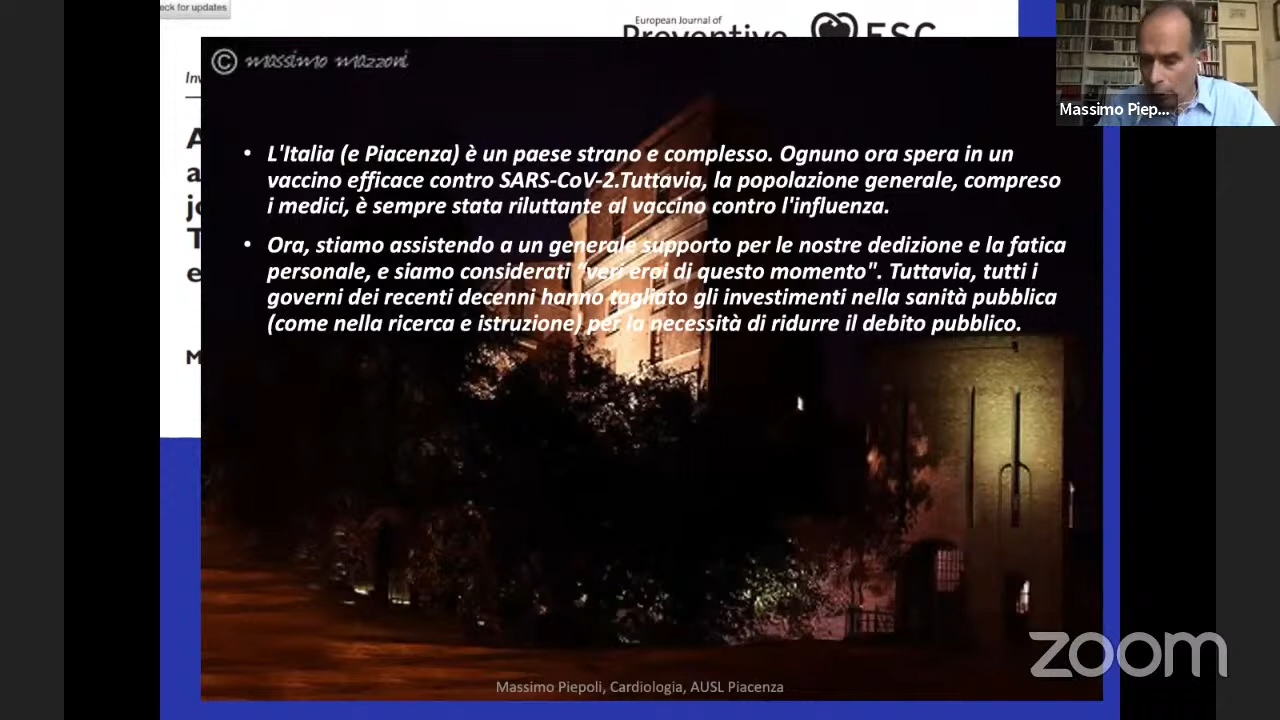 eck for updates
European Journal of
Preventive
ESC
© massimo mazzoni
Massimo Piep...
• L'Italia (e Piacenza) è un paese strano e complesso. Ognuno ora spera in un
vaccino efficace contro SARS-CoV-2.Tuttavia, la popolazione generale, compreso
i medici, è sempre stata riluttante al vaccino contro l'influenza.
• Ora, stiamo assistendo a un generale supporto per le nostre dedizione e la fatica
personale, e siamo considerati "veri eroi di questo momento". Tuttavia, tutti i
governi dei recenti decenni hanno tagliato gli investimenti nella sanità pubblica
(come nella ricerca e istruzione) per la necessità di ridurre il debito pubblico.
zoom
Massimo Piepoli, Cardiologia, AUSL Piacenza